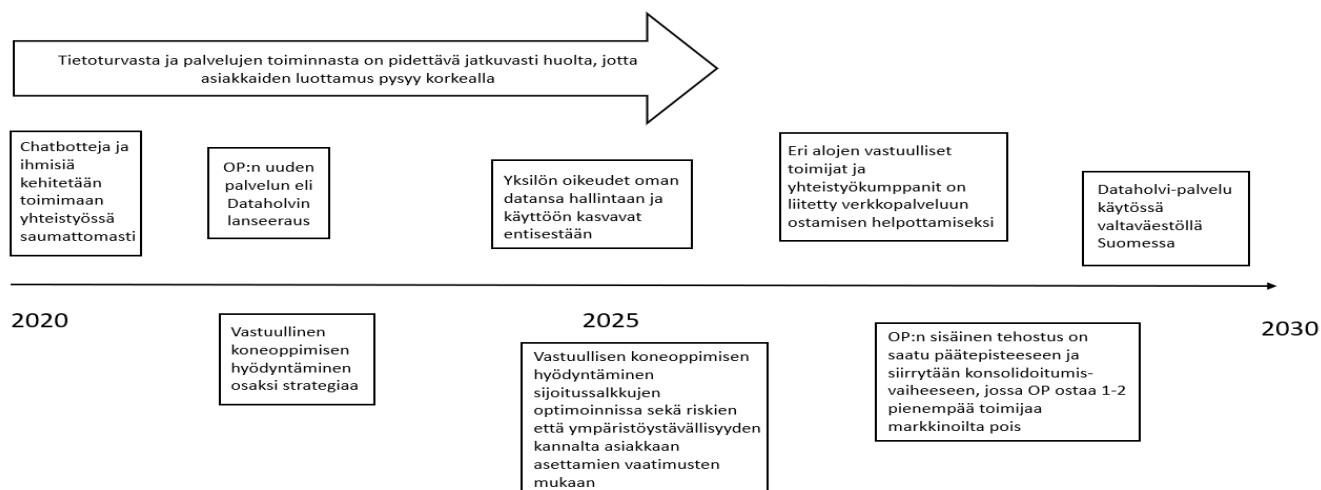 Tietoturvasta ja palvelujen toiminnasta on pidettävä jatkuvasti huolta, jotta
asiakkaiden luottamus pysyy korkealla
Chatbotteja ja
ihmisiä
kehitetään
toimimaan
yhteistyössä
saumattomasti
OP:n uuden
palvelun eli
Dataholvin
lanseeraus
Yksilön oikeudet oman
datansa hallintaan ja
käyttöön kasvavat
entisestään
Eri alojen vastuulliset
toimijat ja
yhteistyökumppanit on
liitetty verkkopalveluun
ostamisen helpottamiseksi
Dataholvi-palvelu
käytössä
valtaväestöllä
Suomessa
2020
2025
2030
Vastuullinen
koneoppimisen
hyödyntäminen
osaksi strategiaa
Vastuullisen koneoppimisen
hyödyntäminen
sijoitussalkkujen
optimoinnissa sekä riskien
että ympäristöystävällisyyden
kannalta asiakkaan
asettamien vaatimusten
mukaan
OP:n sisäinen tehostus on
saatu päätepisteeseen ja
siirrytään konsolidoitumis-
vaiheeseen, jossa OP ostaa 1-2
pienempää toimijaa
markkinoilta pois